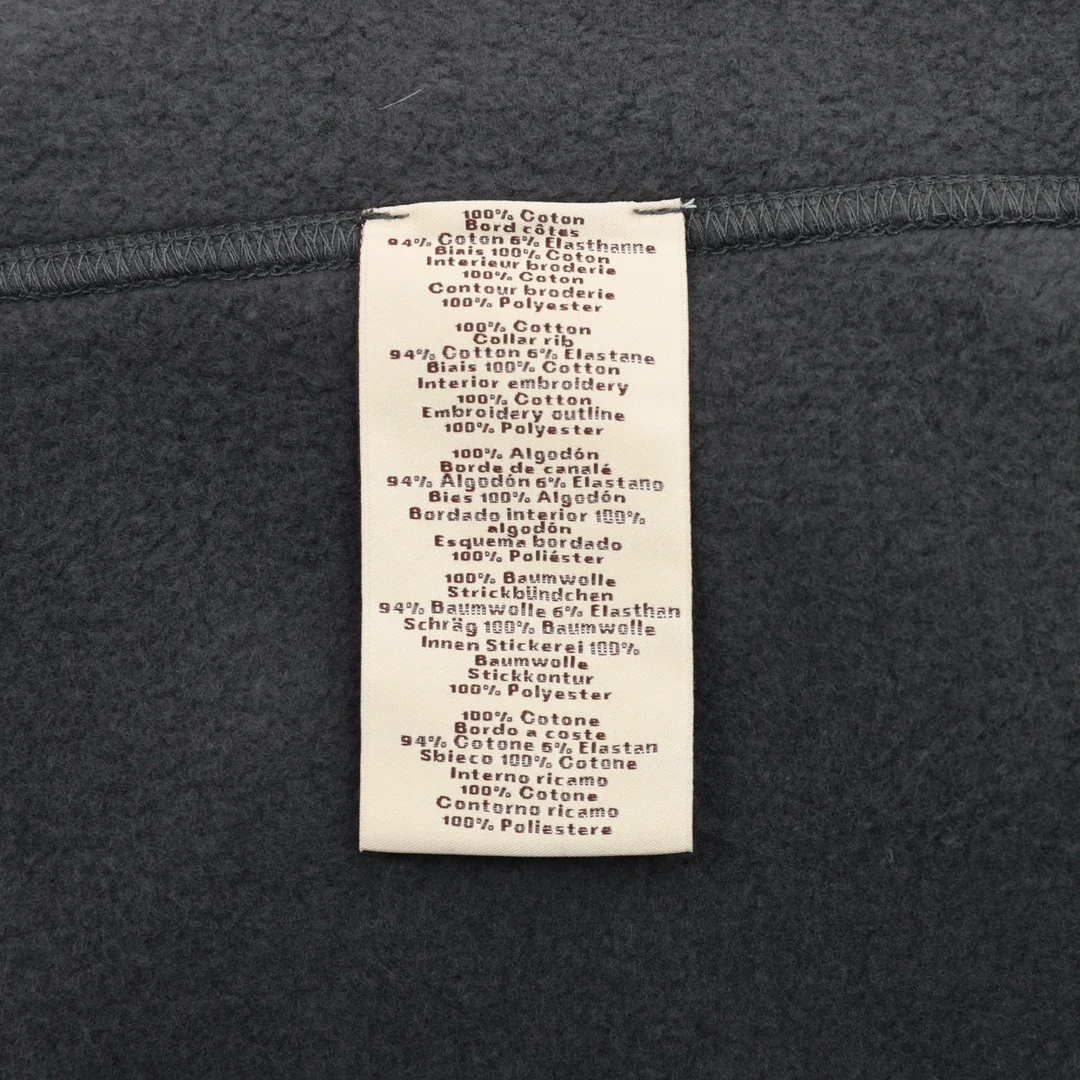 100% Coton
Bord côtes
94% Coton 6% Elasthanne
Biais 100% Coton
Interieur broderie
100% Coton
Contour broderie
100% Polyester
100% Cotton
Collar rib
94% Cotton 6% Elastane
Biais 100% Cotton
Interior embroidery
100% Cotton
Embroidery outline
100% Polyester
100% Algodón
Borde de canalé
94% Algodón 6% Elastano
Bies 100% Algodón
Bordado interior 100%
algodón
Esquema bordado
100% Poliéster
100% Baumwolle
Strickbündchen
94% Baumwolle 6% Elasthan
Schräg 100% Baumwolle
Innen Stickerei 100%
Baumwolle
Stickkontur
100% Polyester
100% Cotone
Bordo a coste
94% Cotone 6% Elastan
Sbieco 100% Cotone
Interno ricamo
100% Cotone
Contorno ricamo
100% Poliestere